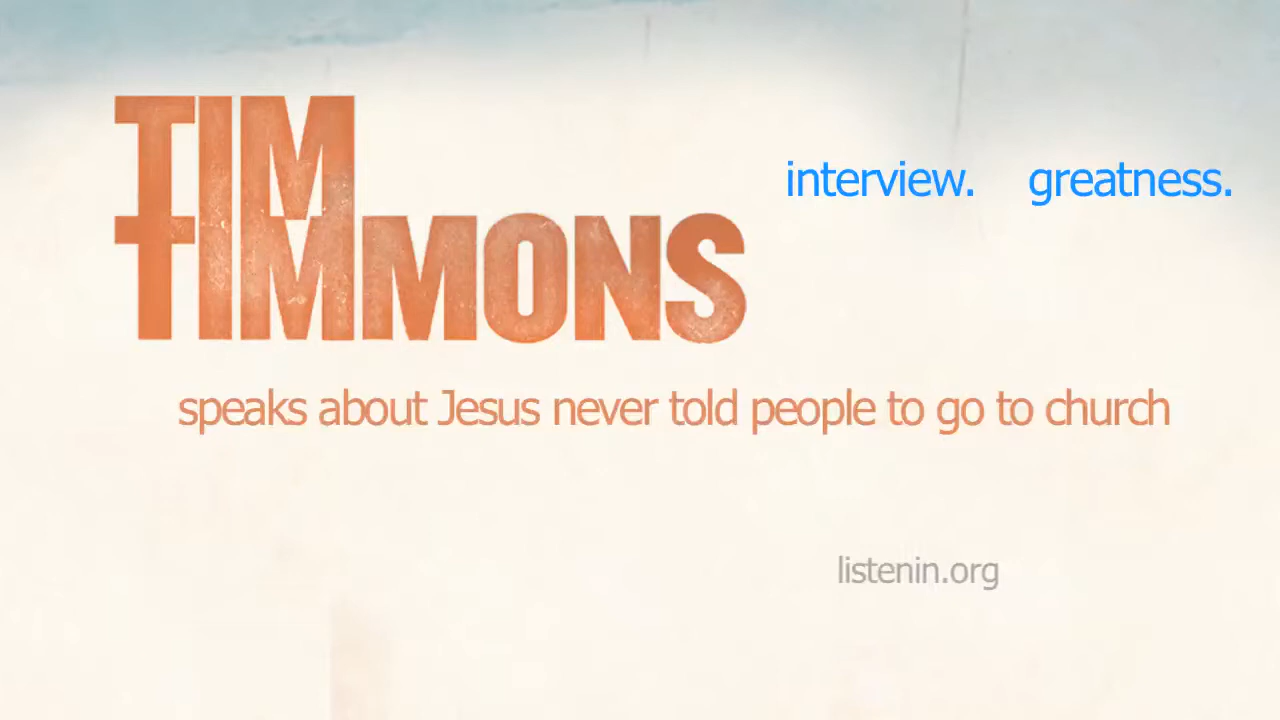 TIM
TIMMONS
interview. greatness.
speaks about Jesus never told people to go to church
listenin.org